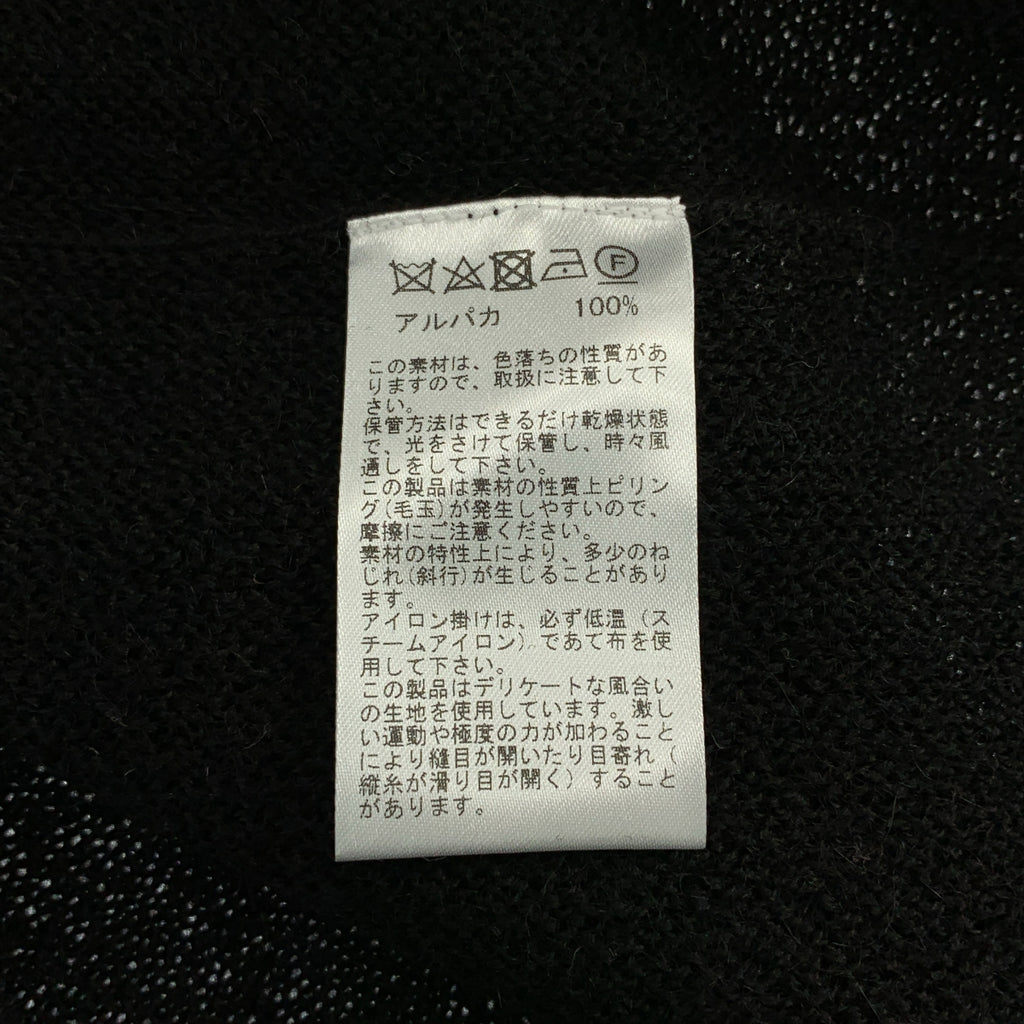 F
アルパカ 100%
この素材は、色落ちの性質があ
りますので、取扱に注意して下
さい。
保管方法はできるだけ乾燥状態
で、光をさけて保管し、時々風
通しをして下さい。
この製品は素材の性質上ピリン
グ(毛玉)が発生しやすいので、
摩擦にご注意ください。
素材の特性上により、多少のね
じれ(斜行)が生じることがあり
ます。
アイロン掛けは、必ず低温(ス
チームアイロン)であて布を使
用して下さい。
この製品はデリケートな風合い
の生地を使用しています。激し
い運動や極度の力が加わること
により縫目が開いたり目寄れ(
縦糸が滑り目が開く)すること
があります。